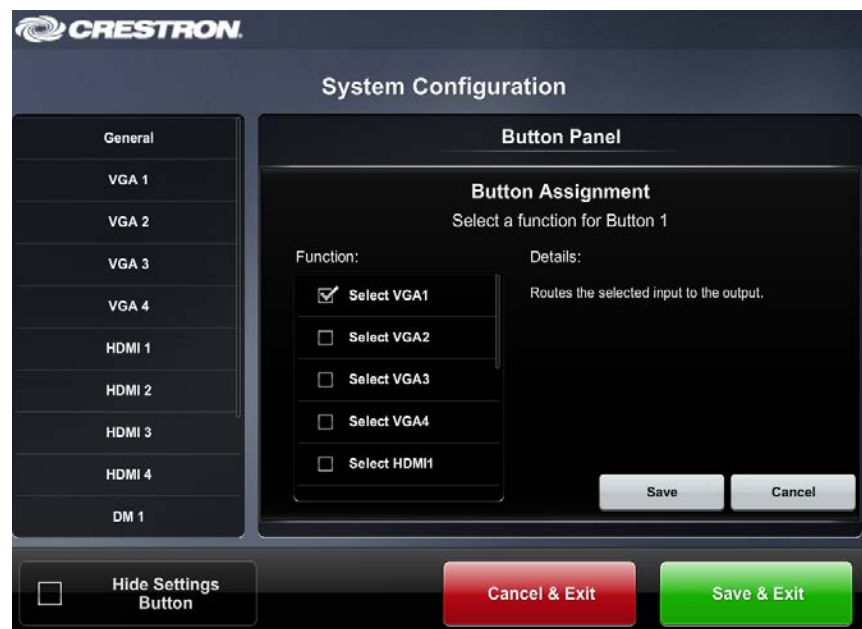 CRESTRON.
System Configuration
General
VGA 1
VGA 2
VGA 3
VGA 4
HDMI 1
HDMI 2
HDMI 3
HDMI 4
DM 1
Button Panel
Button Assignment
Select a function for Button 1
Function:
Select VGA1
Select VGA2
Select VGA3
Select VGA4
Select HDMI1
Details:
Routes the selected input to the output.
Save
Cancel
Hide Settings
Button
Cancel & Exit
Save & Exit